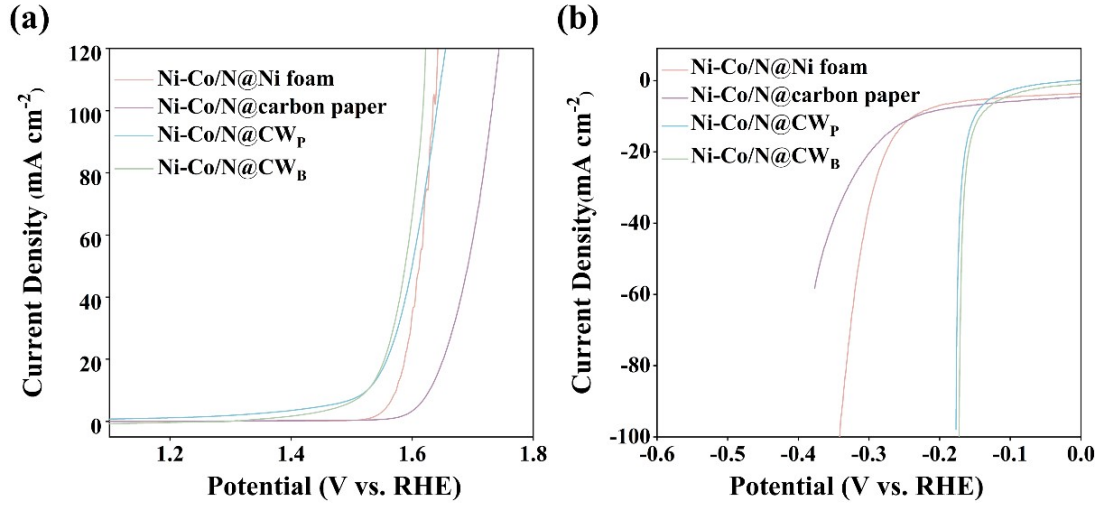 (a)
120
100
80
60
40
20
0
Current Density (mA cm-2)
Ni-Co/N@Ni foam
Ni-Co/N@carbon paper
Ni-Co/N@CWP
Ni-Co/N@CWB
1.2 1.4 1.6 1.8
Potential (V vs. RHE)
(b)
0
-20
-40
-60
-80
-100
Current Density(mA cm-2)
Ni-Co/N@Ni foam
Ni-Co/N@carbon paper
Ni-Co/N@CWP
Ni-Co/N@CWB
-0.6 -0.5 -0.4 -0.3 -0.2 -0.1 0.0
Potential (V vs. RHE)